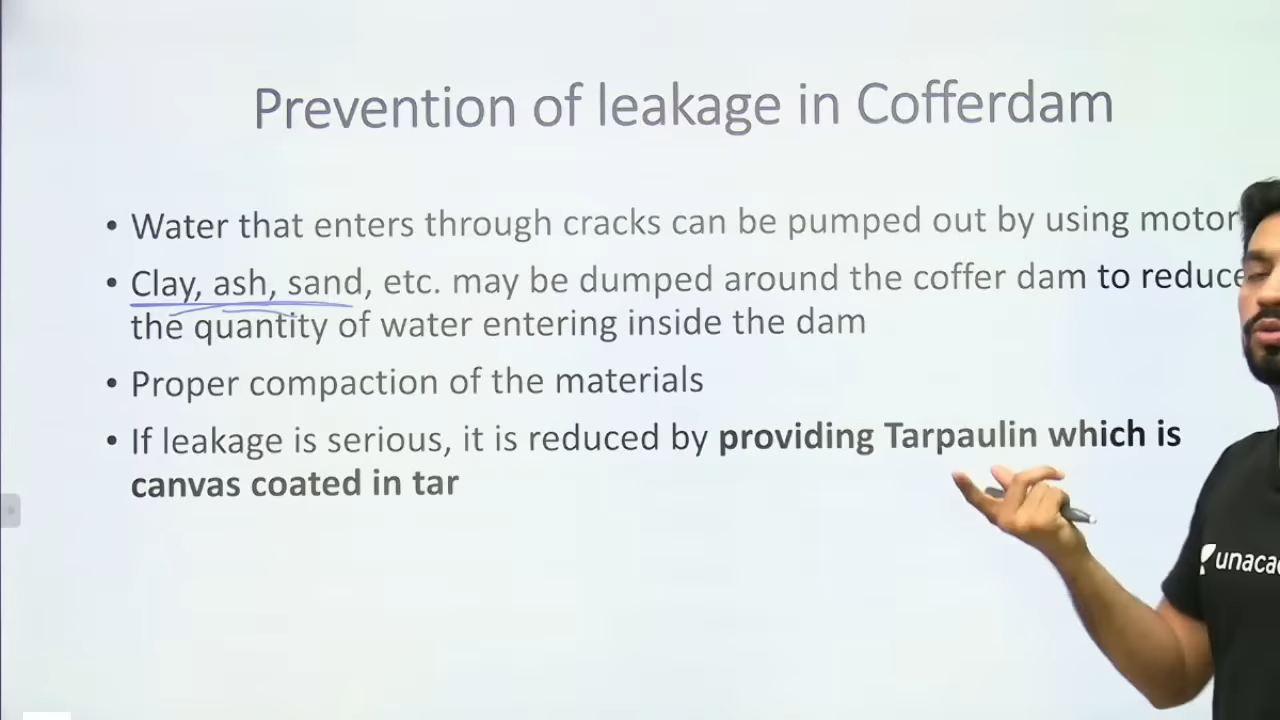 Prevention of leakage in Cofferdam
• Water that enters through cracks can be pumped out by using motor
• Clay, ash, sand, etc. may be dumped around the coffer dam to reduce
the quantity of water entering inside the dam
• Proper compaction of the materials
• If leakage is serious, it is reduced by providing Tarpaulin which is
canvas coated in tar
unaca